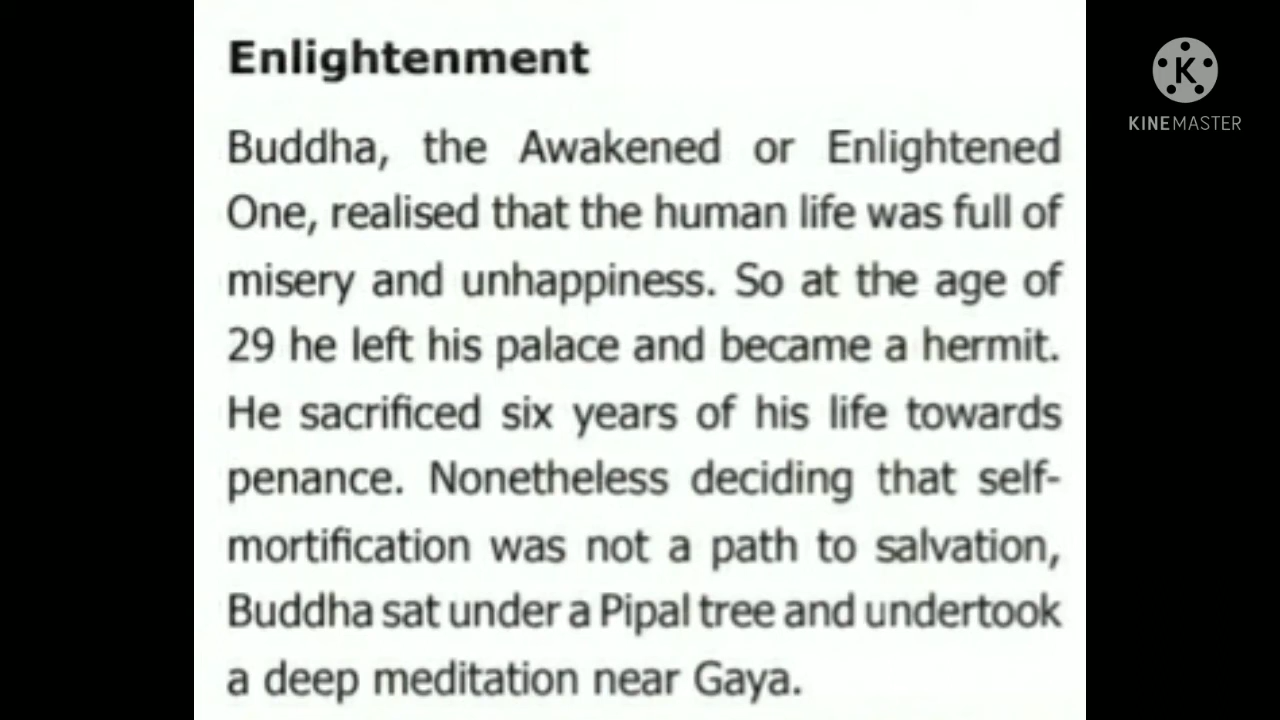 Enlightenment
Buddha, the Awakened or Enlightened
One, realised that the human life was full of
misery and unhappiness. So at the age of
29 he left his palace and became a hermit.
He sacrificed six years of his life towards
penance. Nonetheless deciding that self-
mortification was not a path to salvation,
Buddha sat under a Pipal tree and undertook
a deep meditation near Gaya.
K
KINEMASTER